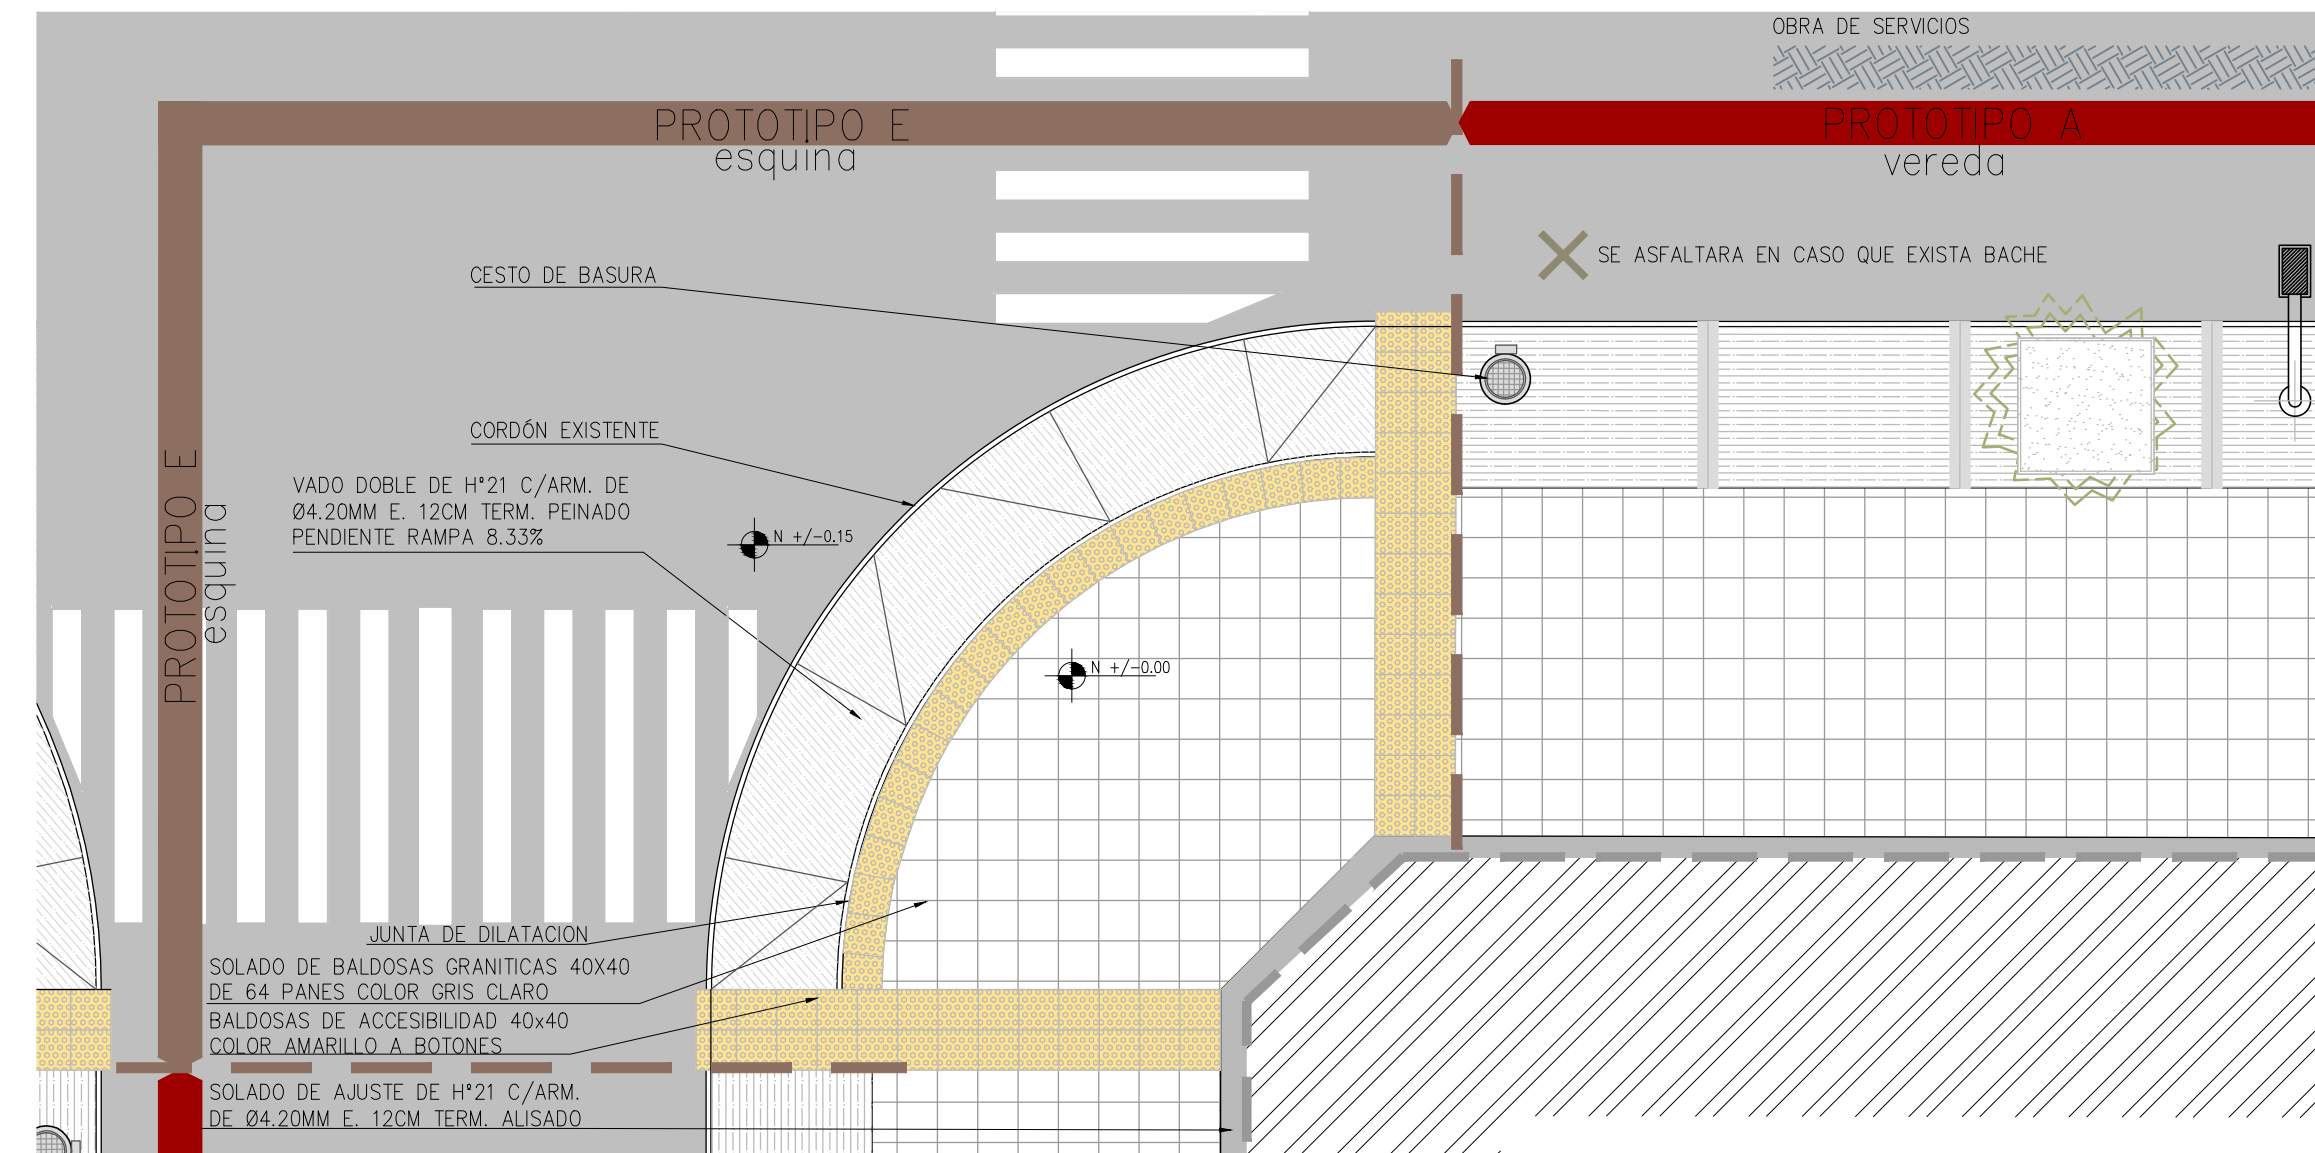 OBRA DE SERVICIOS
PROTOTIPO E
esquina
PROTOTIPO A
vereda
SE ASFALTARA EN CASO QUE EXISTA BACHE
CESTO DE BASURA
CORDÓN EXISTENTE
VADO DOBLE DE H°21 C/ARM. DE
Ø4.20MM E. 12CM TERM. PEINADO
PENDIENTE RAMPA 8.33%
N +/-0.15
PROTOTIPO E
esquina
N +/-0.00
JUNTA DE DILATACION
SOLADO DE BALDOSAS GRANITICAS 40X40
DE 64 PANES COLOR GRIS CLARO
BALDOSAS DE ACCESIBILIDAD 40x40
COLOR AMARILLO A BOTONES
SOLADO DE AJUSTE DE H°21 C/ARM.
DE Ø4.20MM E. 12CM TERM. ALISADO